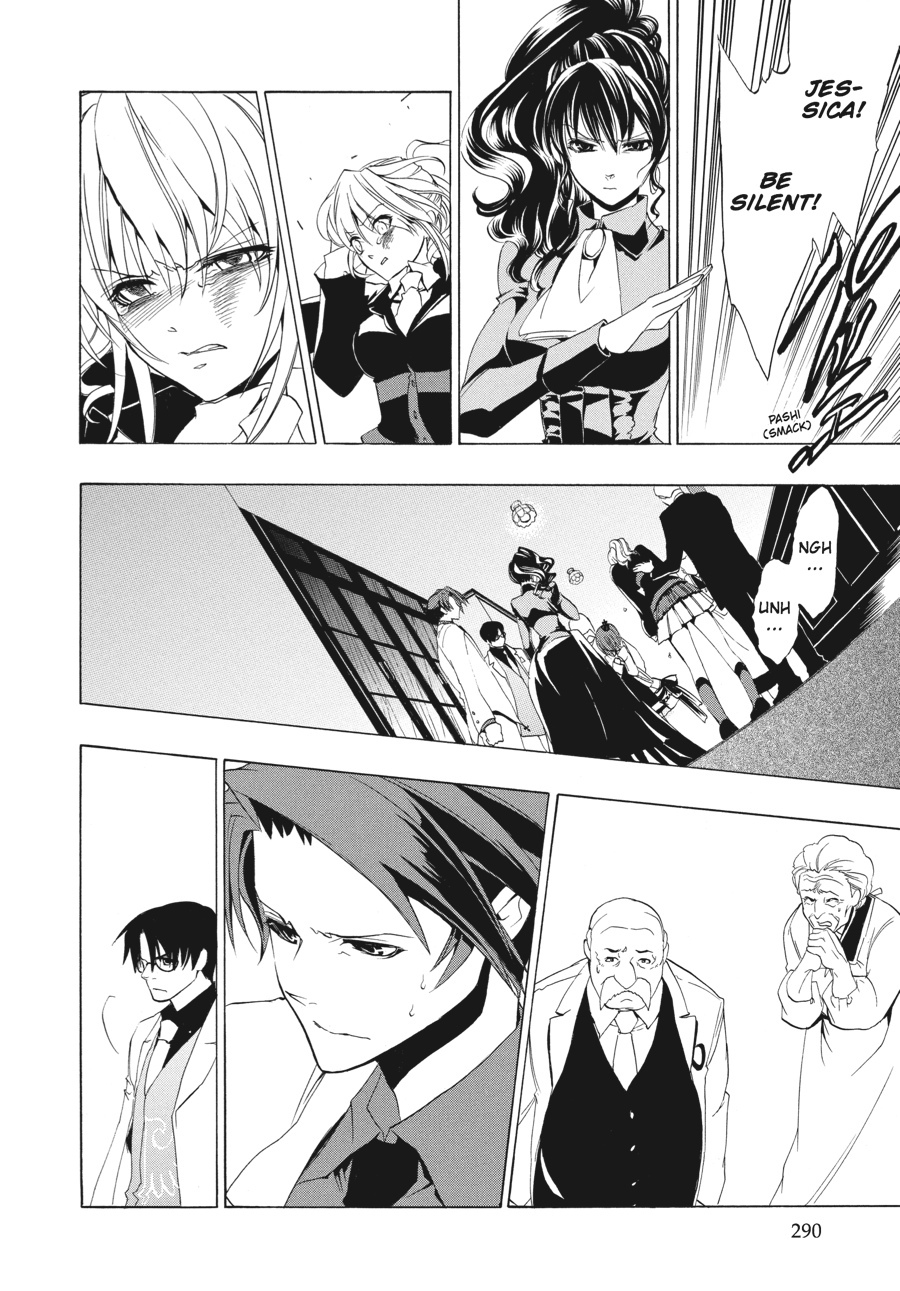 JES-
SICA!
BE
SILENT!
PASHI
(SMACK)
NGH
...
UNH
...
290